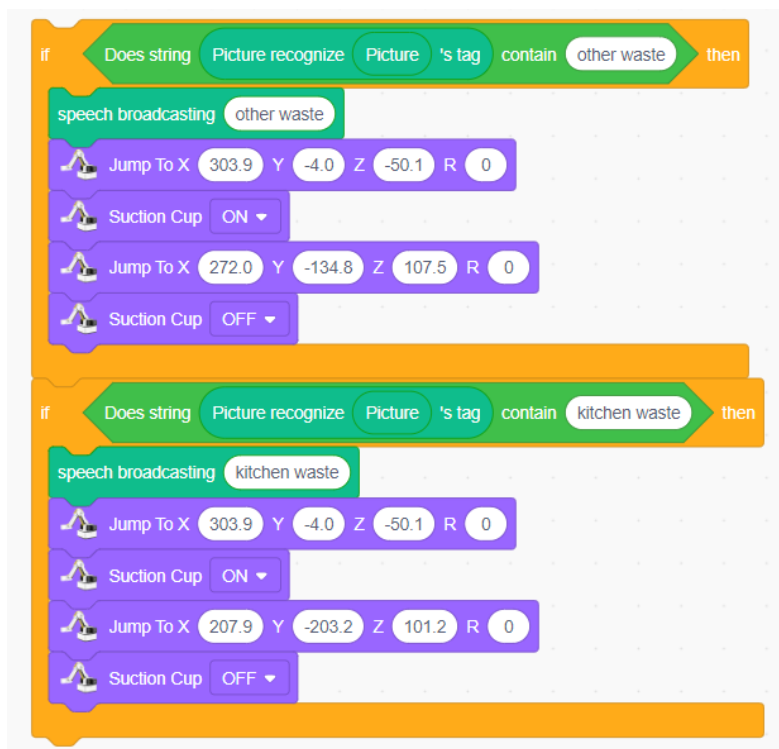 if Does string Picture recognize Picture 's tag contain other waste then
speech broadcasting other waste
Jump To X 303.9 Y -4.0 Z -50.1 R 0
Suction Cup ON
Jump To X 272.0 Y -134.8 Z 107.5 R 0
Suction Cup OFF
if Does string Picture recognize Picture 's tag contain kitchen waste then
speech broadcasting kitchen waste
Jump To X 303.9 Y -4.0 Z -50.1 R 0
Suction Cup ON
Jump To X 207.9 Y -203.2 Z 101.2 R 0
Suction Cup OFF